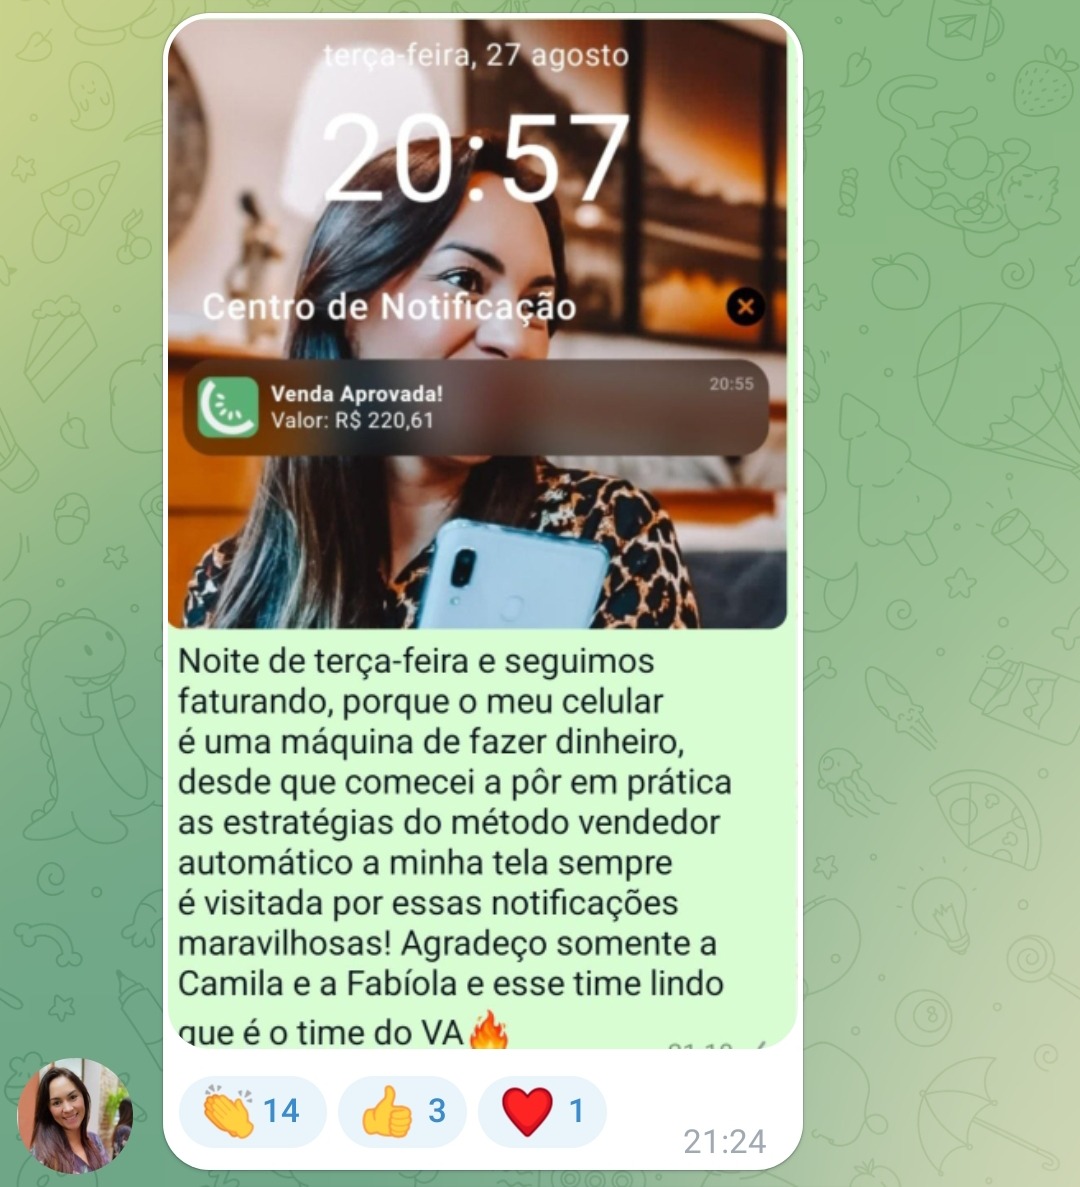 terça-feira, 27 agosto
20:57
Centro de Notificação
Venda Aprovada!
20:55
Valor: R$ 220,61
Noite de terça-feira e seguimos
faturando, porque o meu celular
é uma máquina de fazer dinheiro,
desde que comecei a pôr em prática
as estratégias do método vendedor
automático a minha tela sempre
é visitada por essas notificações
maravilhosas! Agradeço somente a
Camila e a Fabíola e esse time lindo
que é o time do VA🔥
👏 14
👍 3
❤️ 1
21:24